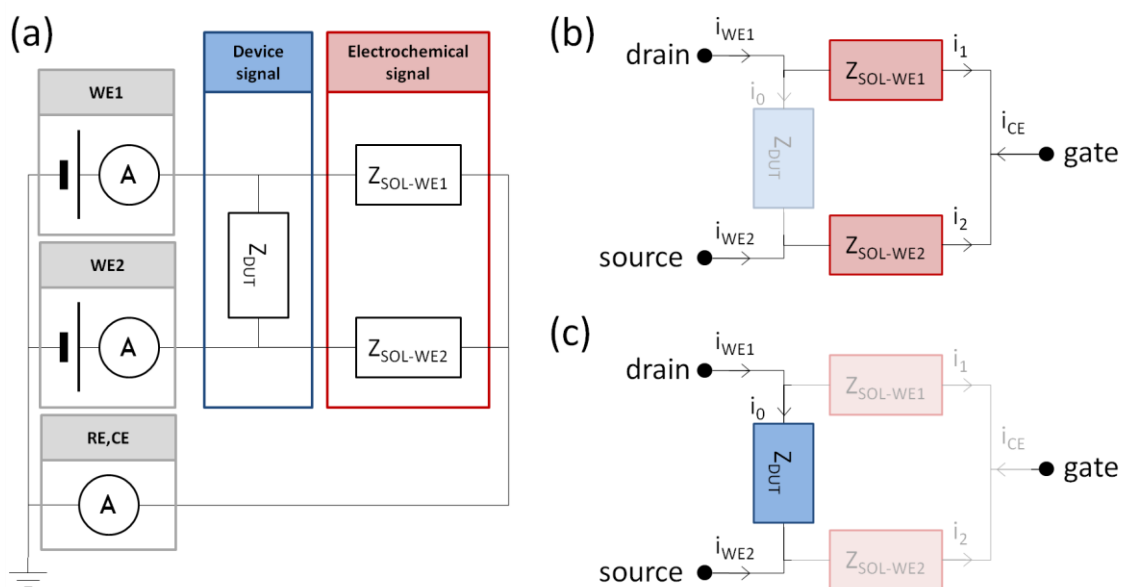 (a)
Device
signal
Electrochemical
signal
WE1
A
Z_SOL-WE1
Z_DUT
WE2
A
Z_SOL-WE2
RE,CE
A
(b)
i_WE1
drain
i_0
Z_SOL-WE1
i_1
Z_DUT
i_CE
gate
i_WE2
source
Z_SOL-WE2
i_2
(c)
i_WE1
drain
i_0
Z_SOL-WE1
i_1
Z_DUT
i_CE
gate
i_WE2
source
Z_SOL-WE2
i_2